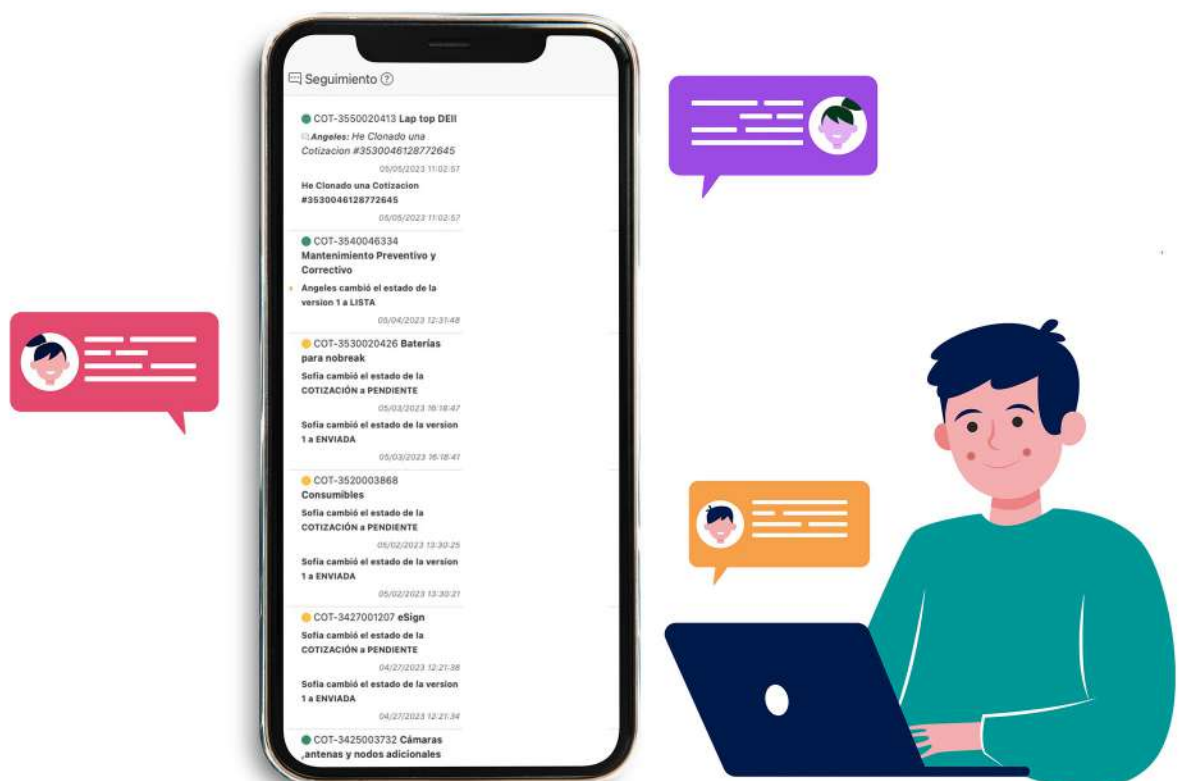 Seguimiento ?
COT-3550020413 Lap top DEll
Angeles: He Clonado una
Cotizacion #3530046128772645
05/05/2023 11:02:57
He Clonado una Cotizacion
#3530046128772645
05/05/2023 11:02:57
COT-3540046334
Mantenimiento Preventivo y
Correctivo
Angeles cambió el estado de la
version 1 a LISTA
05/04/2023 12:31:48
COT-3530020426 Baterías
para nobreak
Sofia cambió el estado de la
COTIZACIÓN a PENDIENTE
05/03/2023 16:18:47
Sofia cambió el estado de la version
1 a ENVIADA
05/03/2023 16:18:41
COT-3520003868
Consumibles
Sofia cambió el estado de la
COTIZACIÓN a PENDIENTE
05/02/2023 13:30:25
Sofia cambió el estado de la version
1 a ENVIADA
05/02/2023 13:30:21
COT-3427001207 eSign
Sofia cambió el estado de la
COTIZACIÓN a PENDIENTE
04/27/2023 12:21:38
Sofia cambió el estado de la version
1 a ENVIADA
04/27/2023 12:21:34
COT-3425003732 Cámaras
,antenas y nodos adicionales